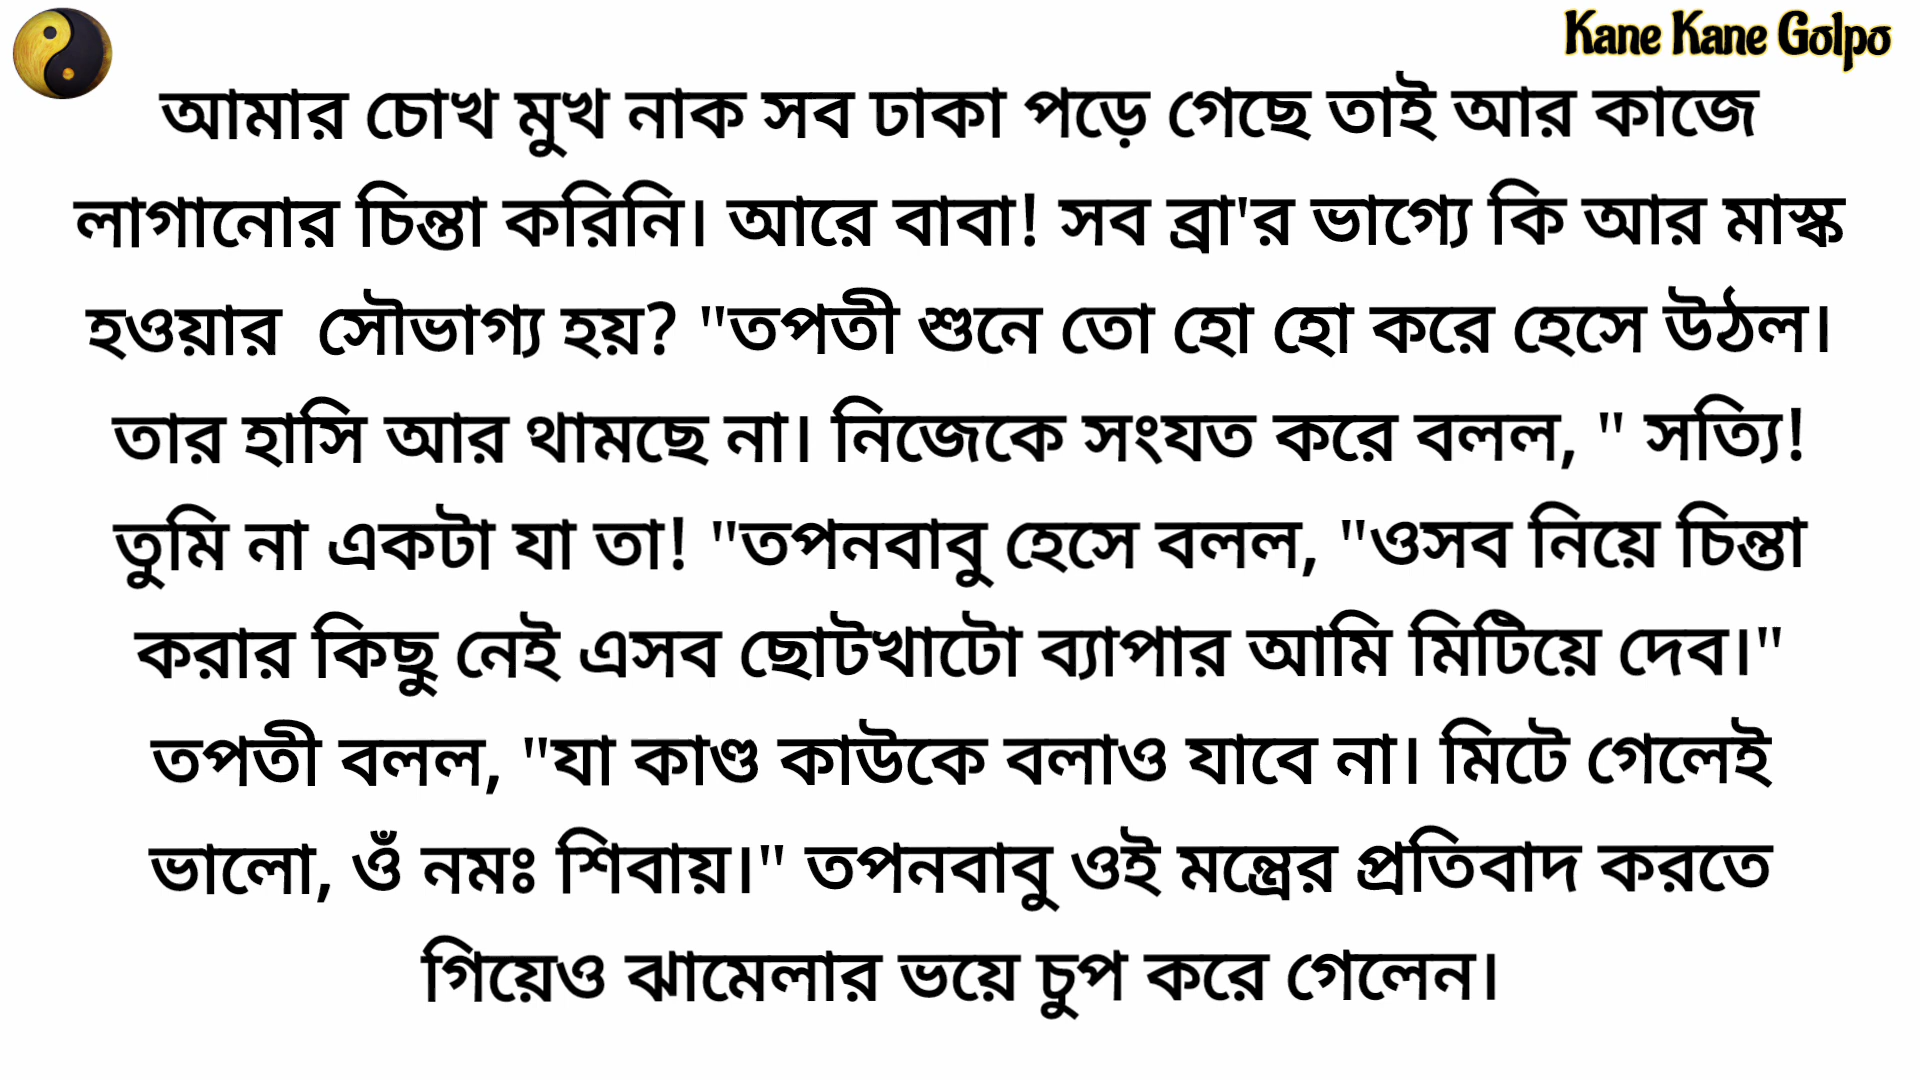 Kane Kane Golpo
আমার চোখ মুখ নাক সব ঢাকা পড়ে গেছে তাই আর কাজে
লাগানোর চিন্তা করিনি। আরে বাবা! সব ব্রা'র ভাগ্যে কি আর মাস্ক
হওয়ার  সৌভাগ্য হয়? "তপতী শুনে তো হো হো করে হেসে উঠল।
তার হাসি আর থামছে না। নিজেকে সংযত করে বলল, " সত্যি!
তুমি না একটা যা তা! "তপনবাবু হেসে বলল, "ওসব নিয়ে চিন্তা
করার কিছু নেই এসব ছোটখাটো ব্যাপার আমি মিটিয়ে দেব।"
তপতী বলল, "যা কাণ্ড কাউকে বলাও যাবে না। মিটে গেলেই
ভালো, ওঁ নমঃ শিবায়।" তপনবাবু ওই মন্ত্রের প্রতিবাদ করতে
গিয়েও ঝামেলার ভয়ে চুপ করে গেলেন।